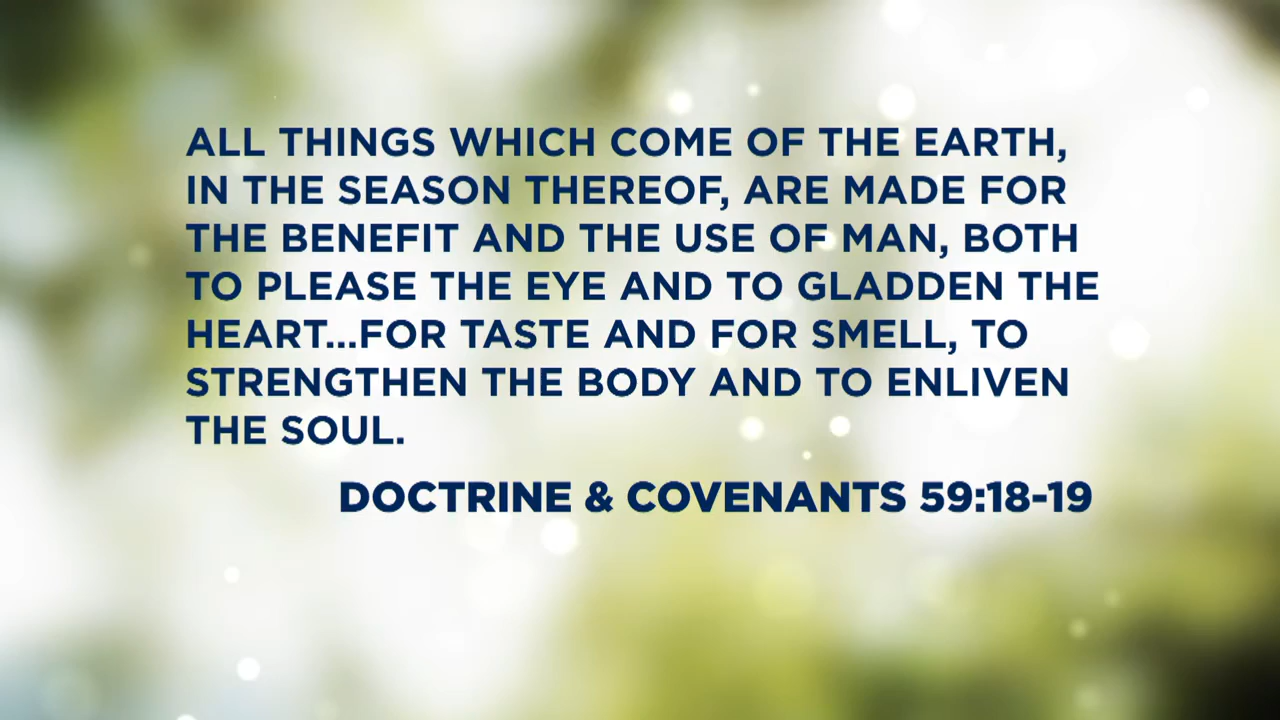 ALL THINGS WHICH COME OF THE EARTH,
IN THE SEASON THEREOF, ARE MADE FOR
THE BENEFIT AND THE USE OF MAN, BOTH
TO PLEASE THE EYE AND TO GLADDEN THE
HEART...FOR TASTE AND FOR SMELL, TO
STRENGTHEN THE BODY AND TO ENLIVEN
THE SOUL.
DOCTRINE & COVENANTS 59:18-19